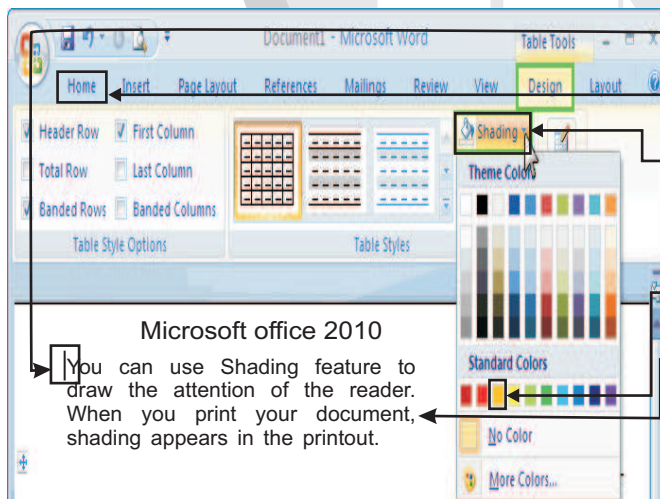 Document1 - Microsoft Word Table Tools
Home Insert Page Layout References Mailings Review View Design Layout
Header Row First Column
Total Row Last Column
Banded Rows Banded Columns
Table Style Options Table Styles
Shading
Theme Colors
Microsoft office 2010
You can use Shading feature to
draw the attention of the reader.
When you print your document,
shading appears in the printout.
Standard Colors
No Color
More Colors...